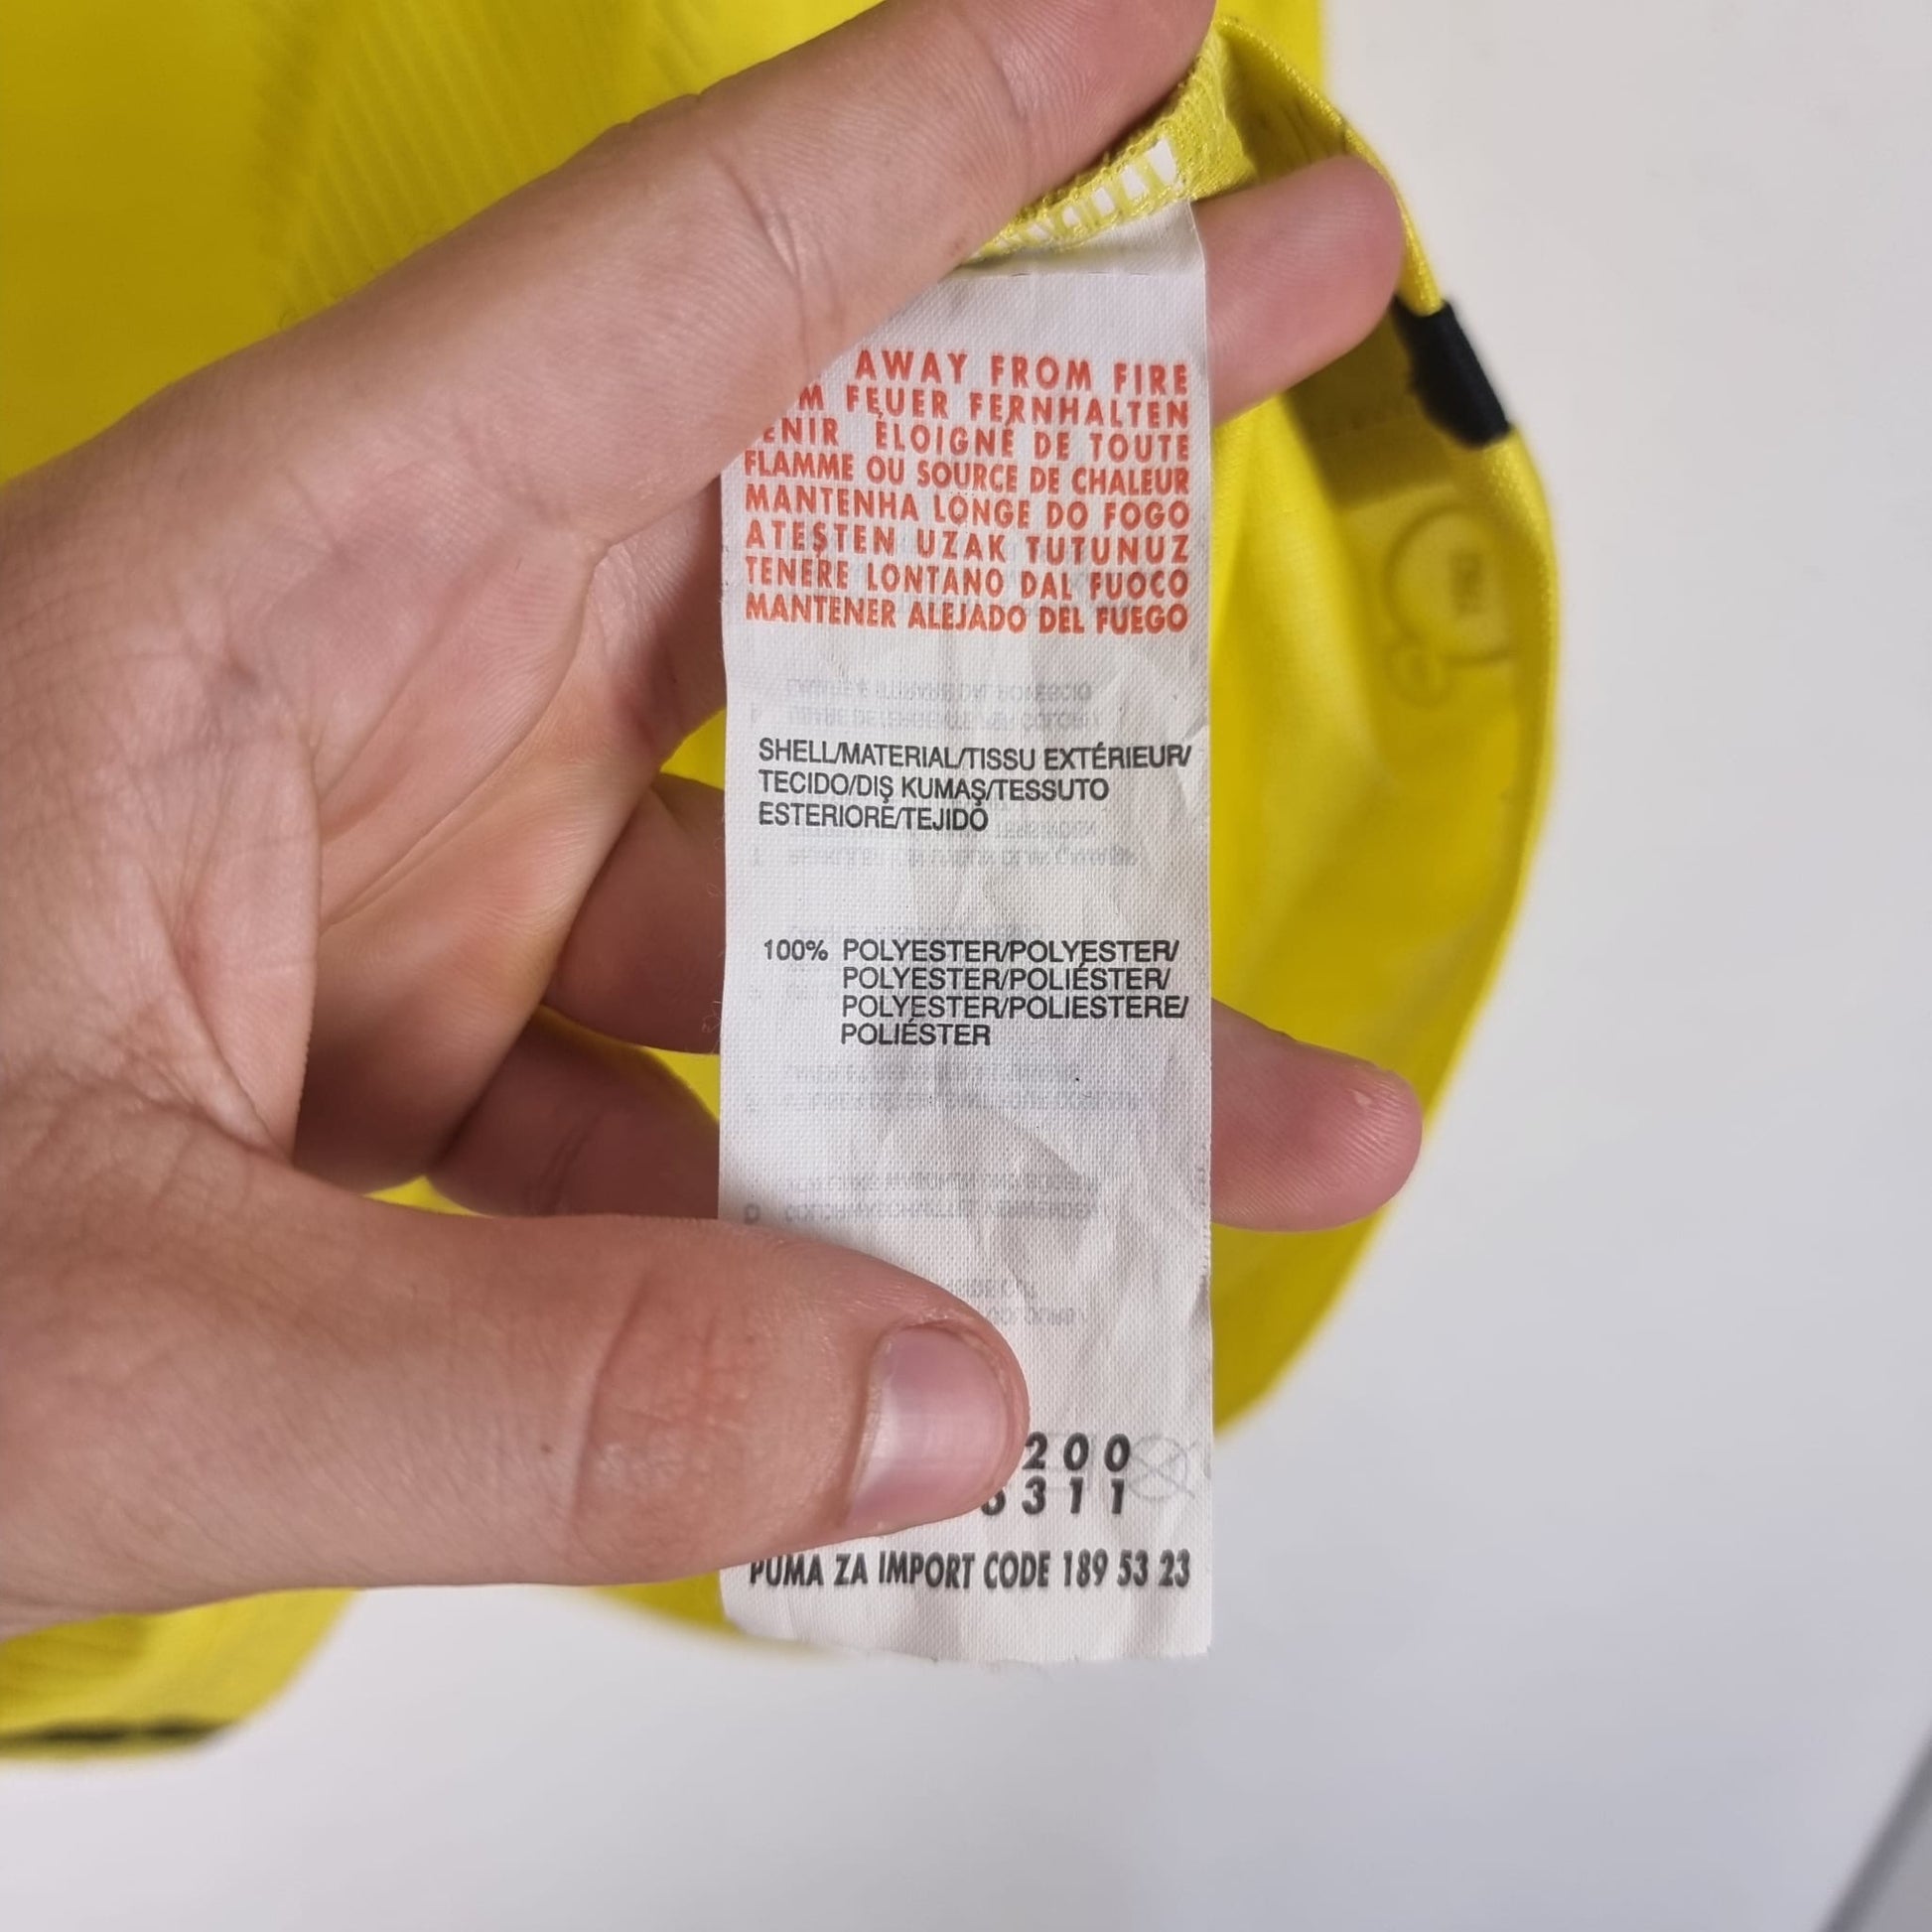 AWAY FROM FIRE
FEUER FERNHALTEN
ÉLOIGNÉ DE TOUTE
FLAMME OU SOURCE DE CHALEUR
MANTENHA LONGE DO FOGO
ATEŞTEN UZAK TUTUNUZ
TENERE LONTANO DAL FUOCO
MANTENER ALEJADO DEL FUEGO
SHELL/MATERIAL/TISSU EXTÉRIEUR/
TECIDO/DIŞ KUMAŞ/TESSUTO
ESTERIORE/TEJIDO
100% POLYESTER/POLYESTER/
POLYESTER/POLIÉSTER/
POLYESTER/POLIESTERE/
POLIÉSTER
200
311
PUMA ZA IMPORT CODE 189 53 23